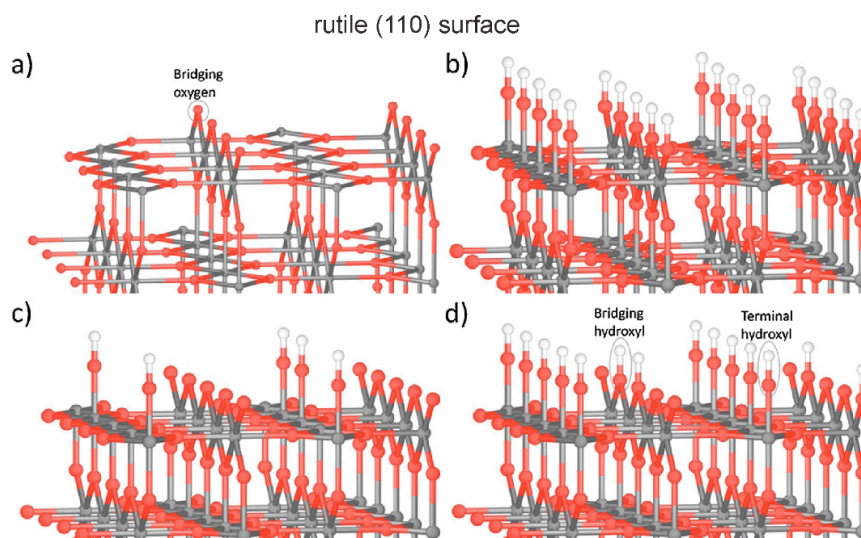 rutile (110) surface
a)
Bridging
oxygen
b)
c)
d)
Bridging
hydroxyl
Terminal
hydroxyl